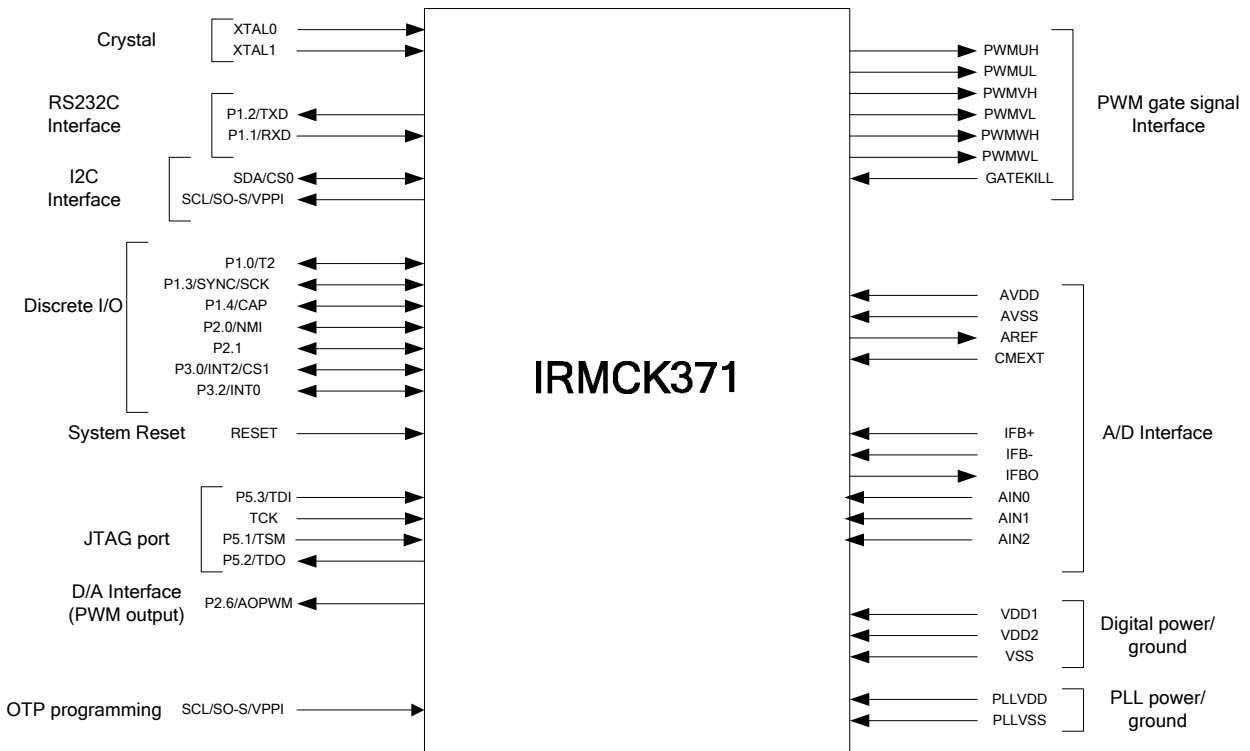 Crystal
XTAL0
XTAL1
RS232C
Interface
P1.2/TXD
P1.1/RXD
I2C
Interface
SDA/CS0
SCL/SO-S/VPPI
Discrete I/O
P1.0/T2
P1.3/SYNC/SCK
P1.4/CAP
P2.0/NMI
P2.1
P3.0/INT2/CS1
P3.2/INT0
System Reset
RESET
JTAG port
P5.3/TDI
TCK
P5.1/TSM
P5.2/TDO
D/A Interface
(PWM output)
P2.6/AOPWM
OTP programming
SCL/SO-S/VPPI
IRMCK371
PWMUH
PWMUL
PWMVH
PWMVL
PWMWH
PWMWL
GATEKILL
PWM gate signal
Interface
AVDD
AVSS
AREF
CMEXT
IFB+
IFB-
IFBO
AIN0
AIN1
AIN2
A/D Interface
VDD1
VDD2
VSS
Digital power/
ground
PLLVDD
PLLVSS
PLL power/
ground